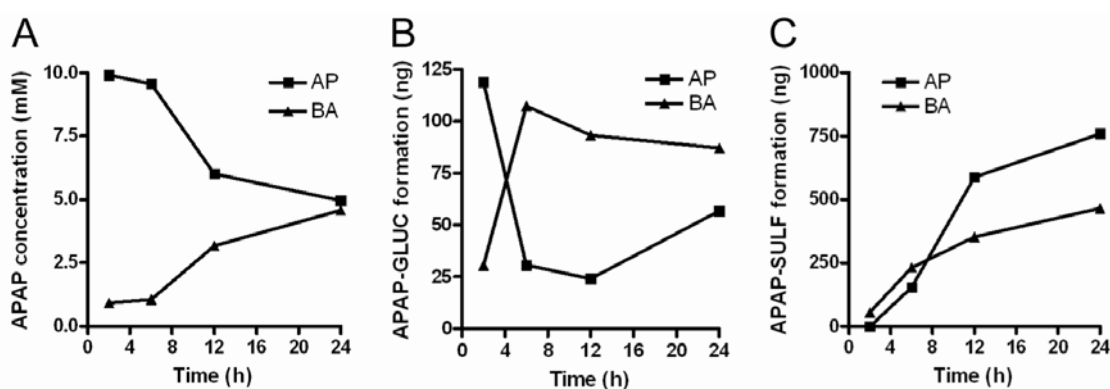 A
APAP concentration (mM)
10.0
7.5
5.0
2.5
0.0
AP
BA
0 4 8 12 16 20 24
Time (h)
B
APAP-GLUC formation (ng)
125
100
75
50
25
0
AP
BA
0 4 8 12 16 20 24
Time (h)
C
APAP-SULF formation (ng)
1000
750
500
250
0
AP
BA
0 4 8 12 16 20 24
Time (h)